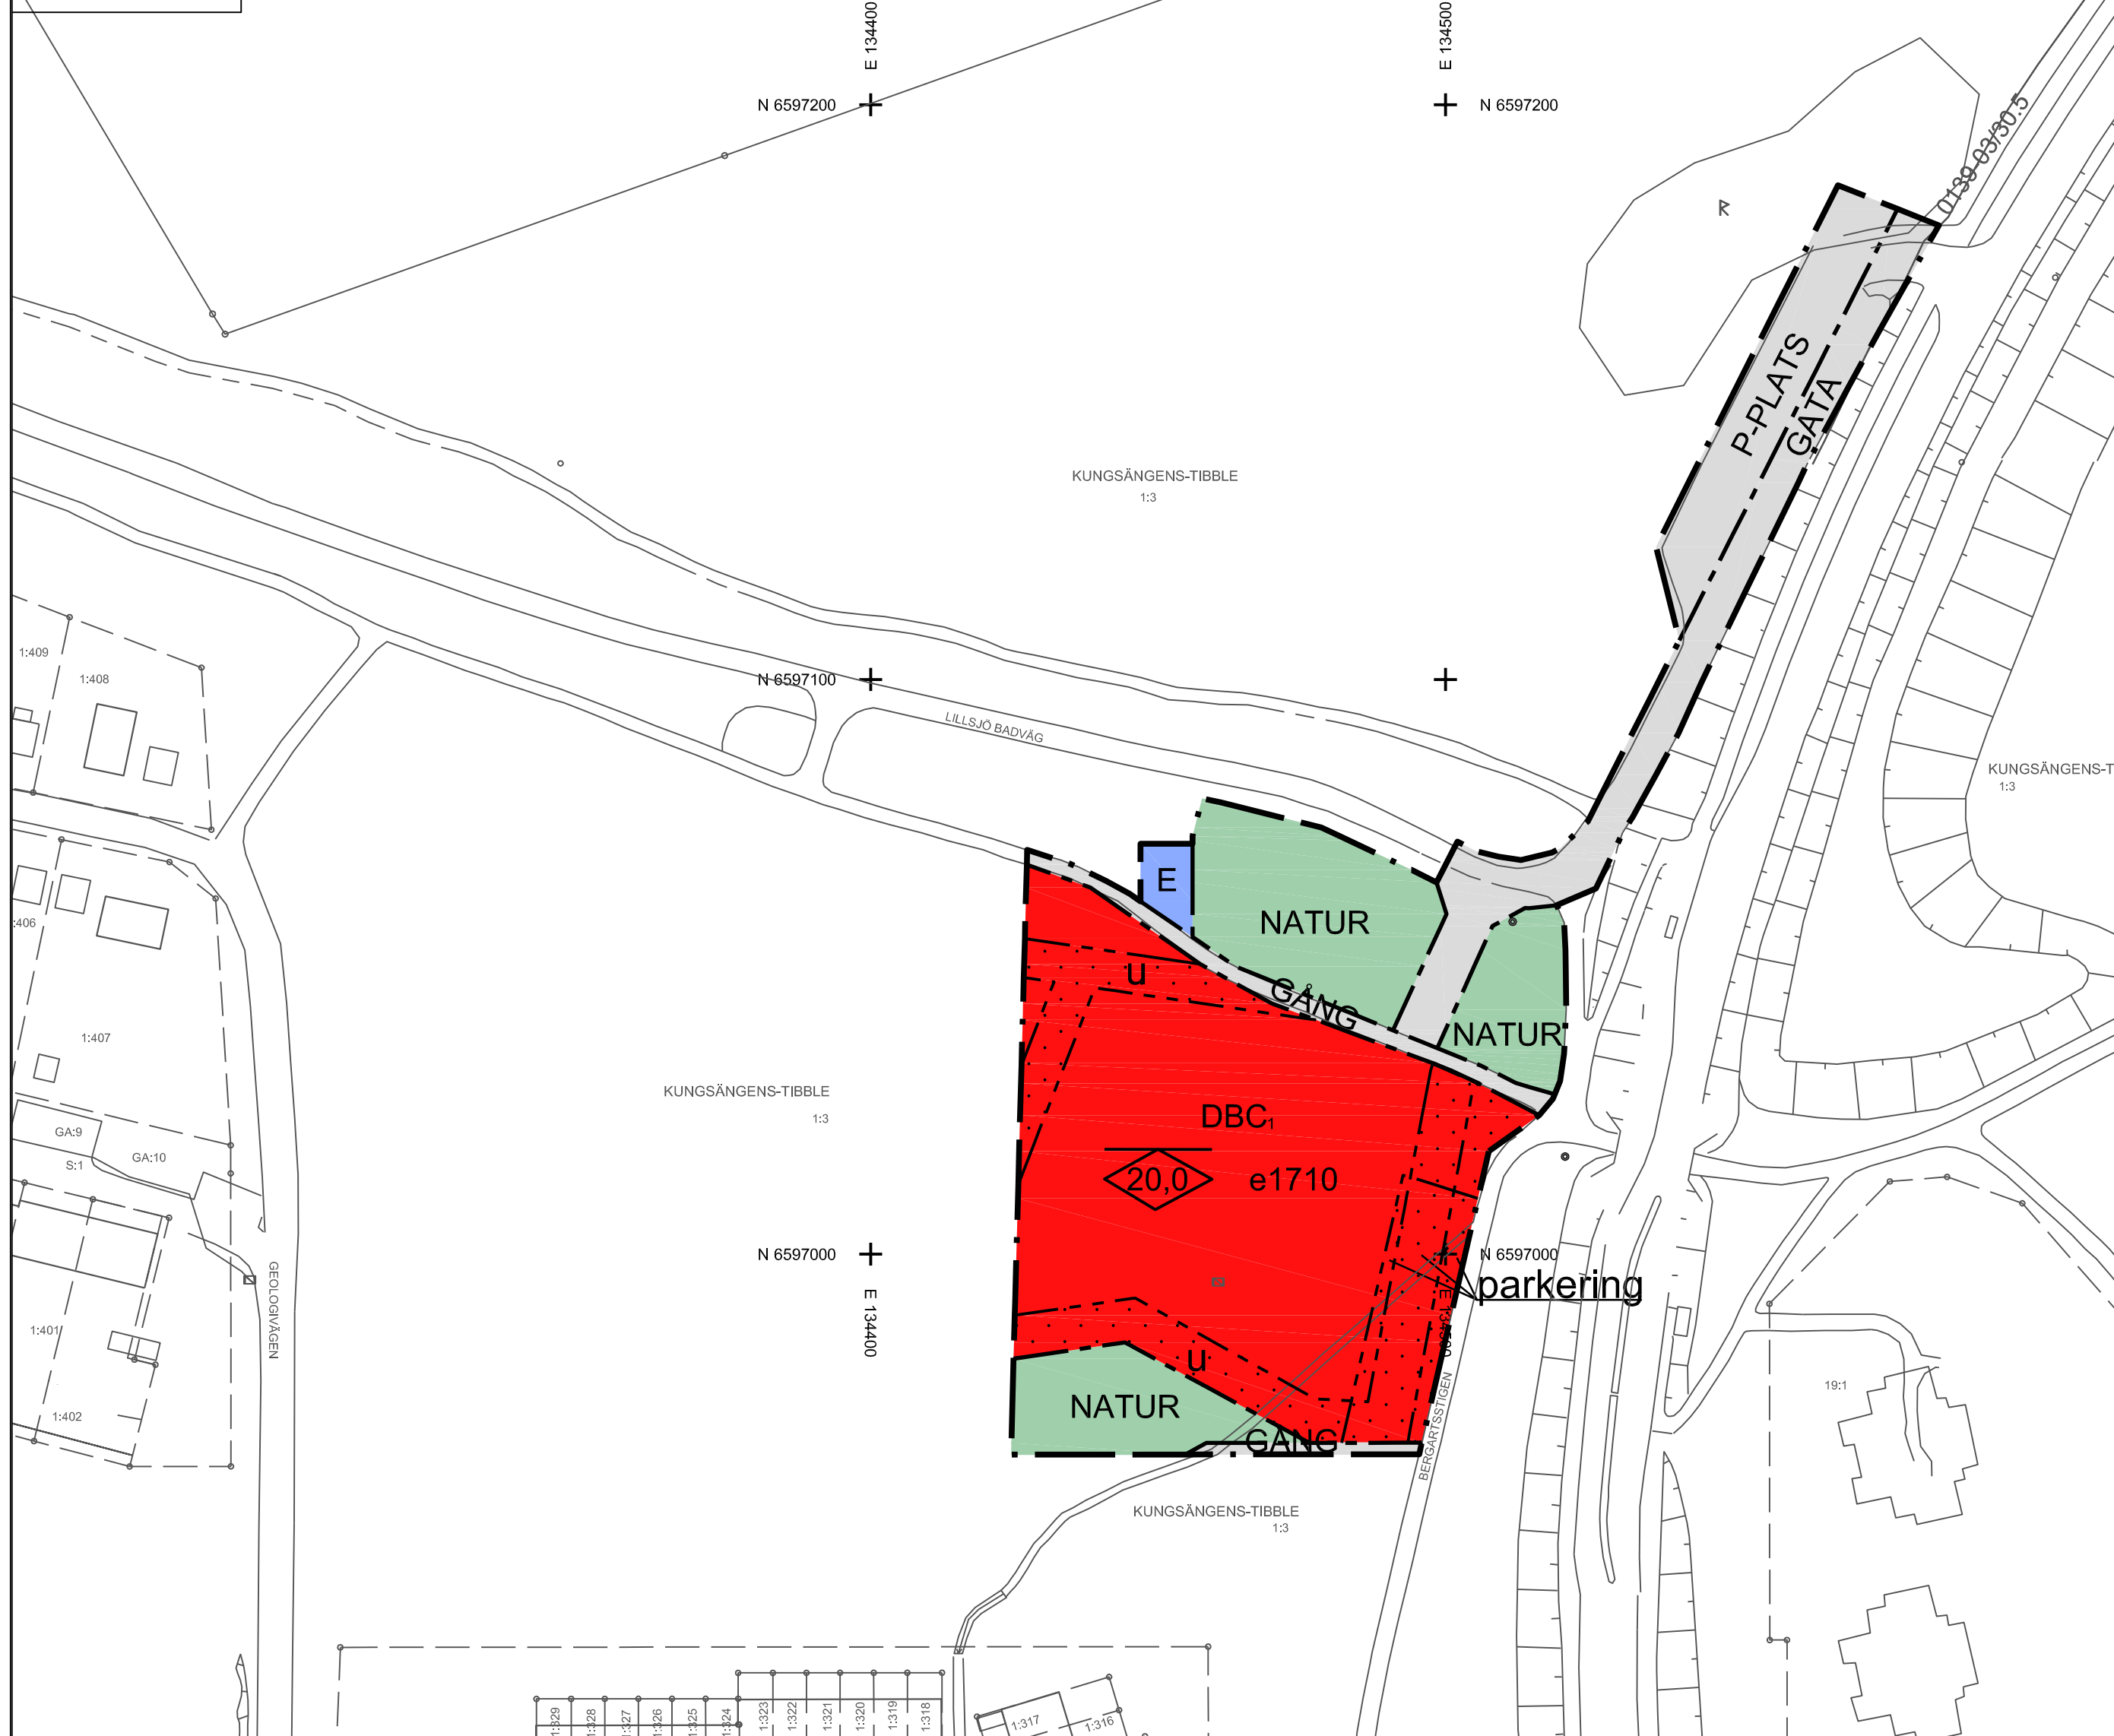 E 134400
E 134500
N 6597200
N 6597200
0139-03/30.5
R
P-PLATS
GATA
KUNGSÄNGENS-TIBBLE
1:3
1:409
1:408
N 6597100
LILLSJÖ BADVÄG
KUNGSÄNGENS-T
1:3
E
NATUR
:406
u
GÅNG
NATUR
1:407
KUNGSÄNGENS-TIBBLE
1:3
DBC1
GA:9
GA:10
S:1
20,0
e1710
N 6597000
N 6597000
parkering
GEOLOGIVÄGEN
E 134400
E 134500
1:401
u
NATUR
19:1
1:402
GÅNG
BERGARTSSTIGEN
KUNGSÄNGENS-TIBBLE
1:3
1:329
1:328
1:327
1:326
1:325
1:324
1:323
1:322
1:321
1:320
1:319
1:318
1:317
1:316